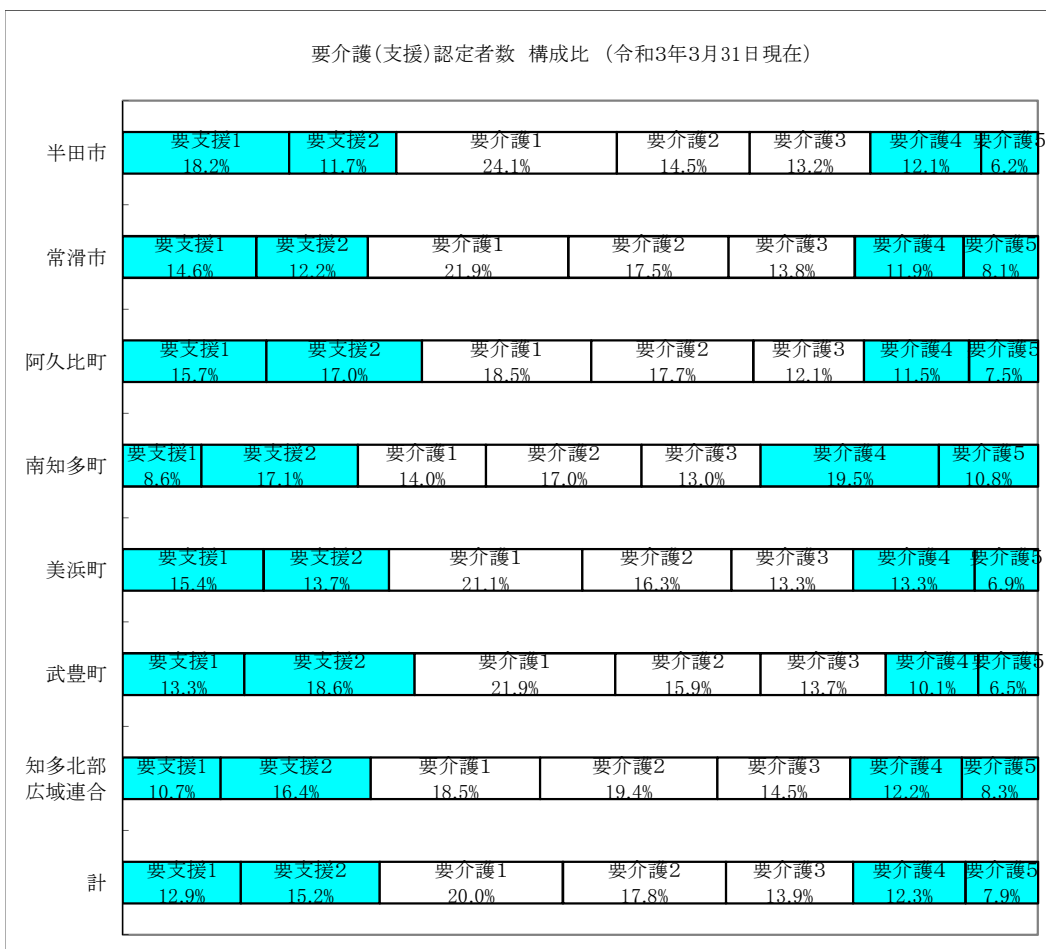 要介護(支援)認定者数 構成比 (令和3年3月31日現在)
半田市
要支援1 要支援2 要介護1 要介護2 要介護3 要介護4 要介護5
18.2% 11.7% 24.1% 14.5% 13.2% 12.1% 6.2%
常滑市
要支援1 要支援2 要介護1 要介護2 要介護3 要介護4 要介護5
14.6% 12.2% 21.9% 17.5% 13.8% 11.9% 8.1%
阿久比町
要支援1 要支援2 要介護1 要介護2 要介護3 要介護4 要介護5
15.7% 17.0% 18.5% 17.7% 12.1% 11.5% 7.5%
南知多町
要支援1 要支援2 要介護1 要介護2 要介護3 要介護4 要介護5
8.6% 17.1% 14.0% 17.0% 13.0% 19.5% 10.8%
美浜町
要支援1 要支援2 要介護1 要介護2 要介護3 要介護4 要介護5
15.4% 13.7% 21.1% 16.3% 13.3% 13.3% 6.9%
武豊町
要支援1 要支援2 要介護1 要介護2 要介護3 要介護4 要介護5
13.3% 18.6% 21.9% 15.9% 13.7% 10.1% 6.5%
知多北部
広域連合
要支援1 要支援2 要介護1 要介護2 要介護3 要介護4 要介護5
10.7% 16.4% 18.5% 19.4% 14.5% 12.2% 8.3%
計
要支援1 要支援2 要介護1 要介護2 要介護3 要介護4 要介護5
12.9% 15.2% 20.0% 17.8% 13.9% 12.3% 7.9%